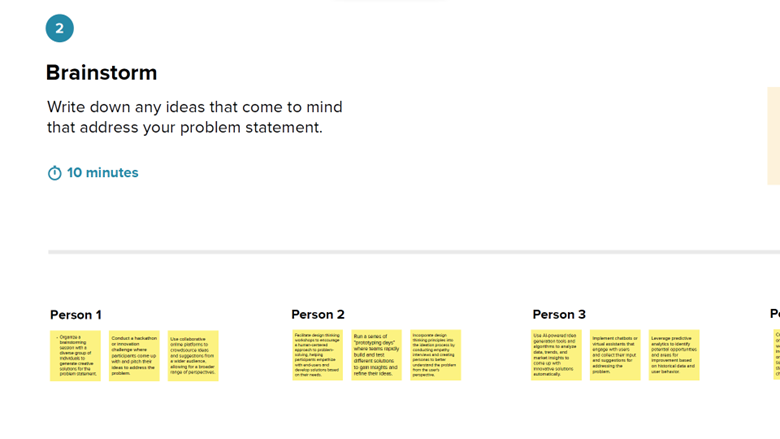 2
Brainstorm
Write down any ideas that come to mind
that address your problem statement.
10 minutes
Person 1
- Organize a
brainstorming
session with a
diverse group of
individuals to
generate creative
solutions for the
problem statement.
Conduct a hackathon
or innovation
challenge where
participants come up
with and pitch their
ideas to address the
problem.
Use collaborative
online platforms to
crowdsource ideas
and suggestions from
a wider audience,
allowing for a broader
range of perspectives.
Person 2
Facilitate design thinking
workshops to encourage
a human-centered
approach to problem-
solving, helping
participants empathize
with end-users and
develop solutions based
on their needs.
Run a series of
"prototyping days"
where teams rapidly
build and test
different solutions
to gain insights and
refine their ideas.
Incorporate design
thinking principles into
the ideation process by
conducting empathy
interviews and creating
personas to better
understand the problem
from the user's
perspective.
Person 3
Use AI-powered idea
generation tools and
algorithms to analyze
data, trends, and
market insights to
come up with
innovative solutions
automatically.
Implement chatbots or
virtual assistants that
engage with users
and collect their input
and suggestions for
addressing the
problem.
Leverage predictive
analytics to identify
potential opportunities
and areas for
improvement based
on historical data and
user behavior.